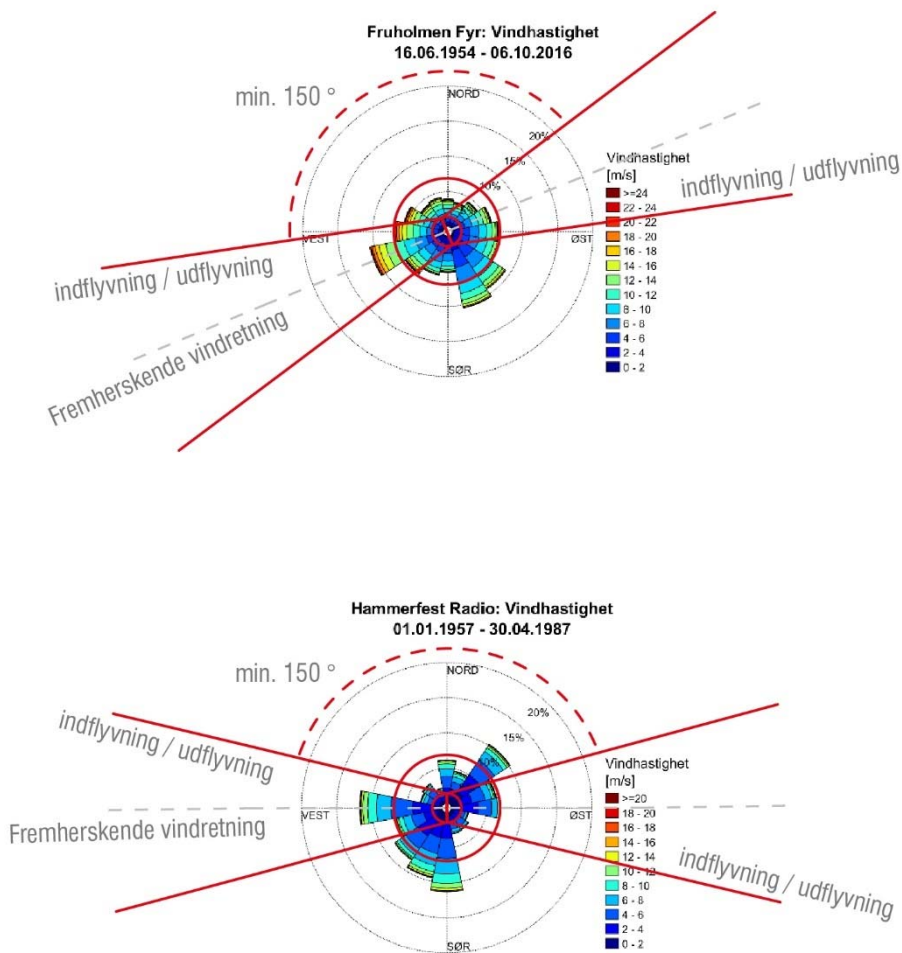 Fruholmen Fyr: Vindhastighet
16.06.1954 - 06.10.2016
min. 150 °
NORD
20%
15%
10%
VEST
ØST
SØR
Vindhastighet
[m/s]
>=24
22 - 24
20 - 22
18 - 20
16 - 18
14 - 16
12 - 14
10 - 12
8 - 10
6 - 8
4 - 6
2 - 4
0 - 2
indflyvning / udflyvning
indflyvning / udflyvning
Fremherskende vindretning
Hammerfest Radio: Vindhastighet
01.01.1957 - 30.04.1987
min. 150 °
NORD
20%
15%
10%
VEST
ØST
SØR
indflyvning / udflyvning
Fremherskende vindretning
Vindhastighet
[m/s]
>=20
18 - 20
16 - 18
14 - 16
12 - 14
10 - 12
8 - 10
6 - 8
4 - 6
2 - 4
0 - 2
indflyvning / udflyvning